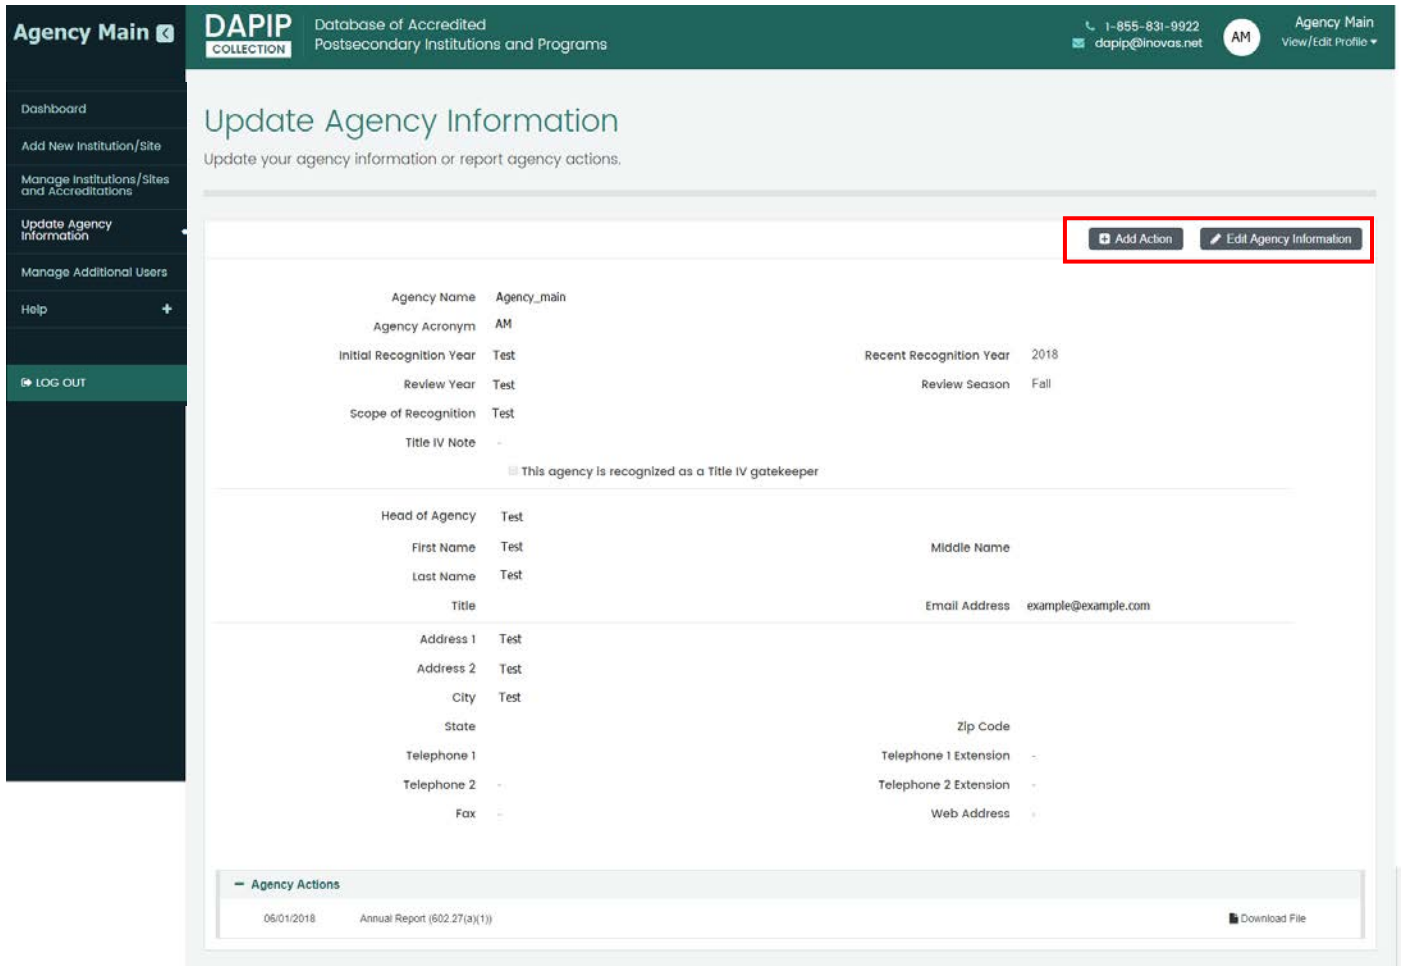 Agency Main
DAPIP
COLLECTION
Database of Accredited
Postsecondary Institutions and Programs
1-855-831-9922
dapip@inovas.net
AM
Agency Main
View/Edit Profile
Dashboard
Add New Institution/Site
Manage Institutions/Sites
and Accreditations
Update Agency
Information
Manage Additional Users
Help +
LOG OUT
Update Agency Information
Update your agency information or report agency actions.
Add Action Edit Agency Information
Agency Name Agency_main
Agency Acronym AM
Initial Recognition Year Test Recent Recognition Year 2018
Review Year Test Review Season Fall
Scope of Recognition Test
Title IV Note -
This agency is recognized as a Title IV gatekeeper
Head of Agency Test
First Name Test Middle Name
Last Name Test
Title Email Address example@example.com
Address 1 Test
Address 2 Test
City Test
State Zip Code
Telephone 1 Telephone 1 Extension -
Telephone 2 - Telephone 2 Extension -
Fax - Web Address -
− Agency Actions
06/01/2018 Annual Report (602.27(a)(1)) Download File